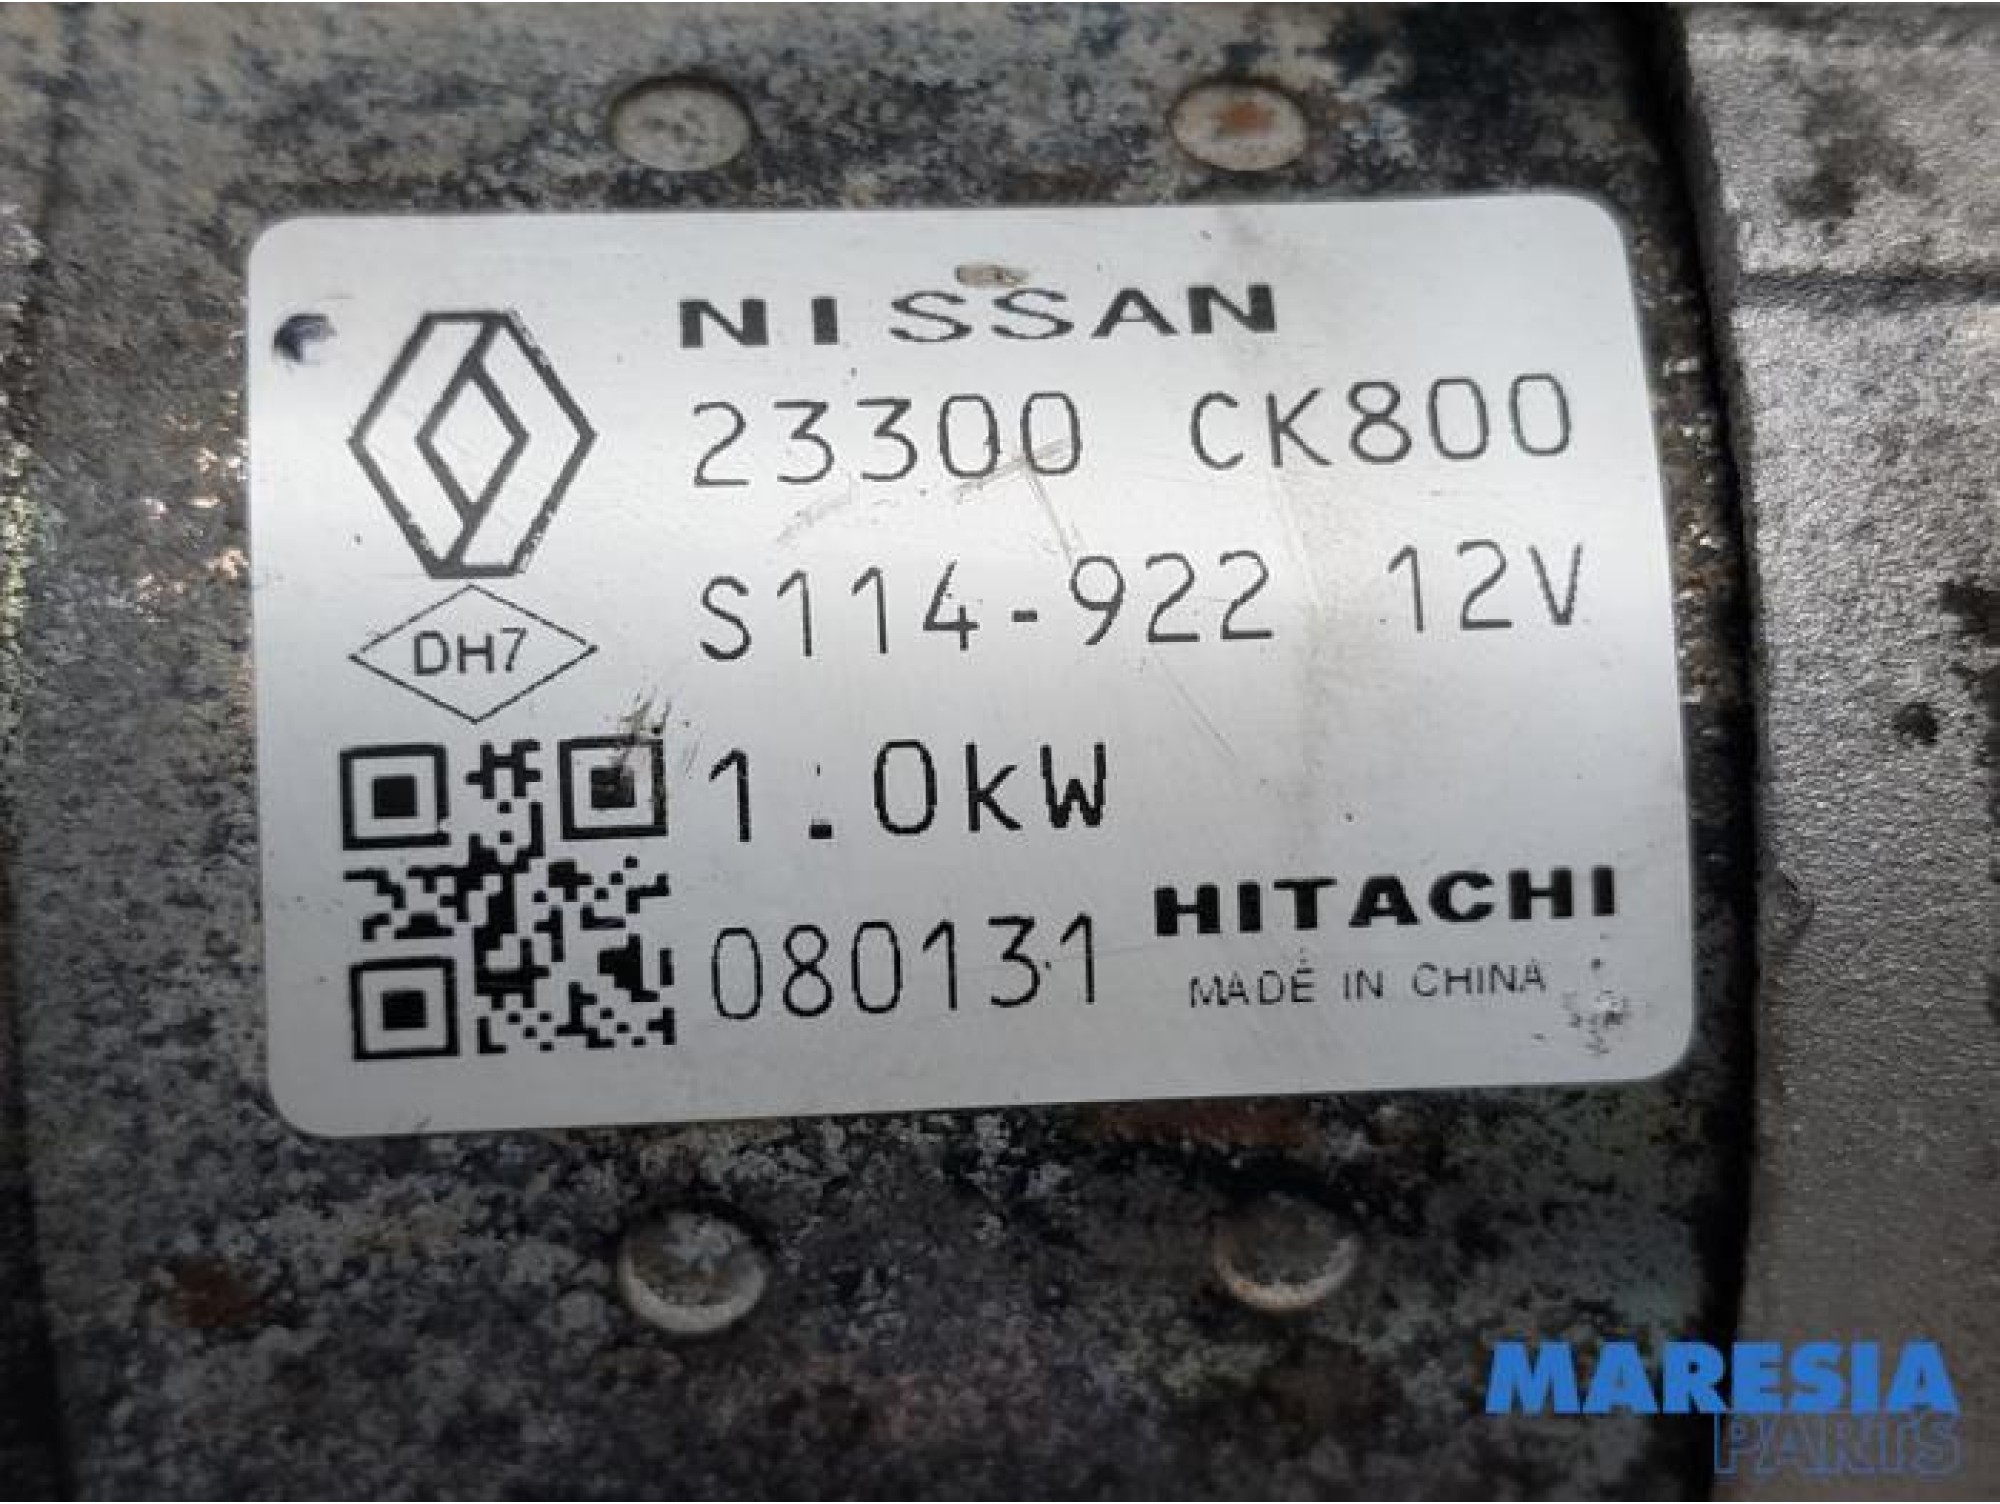 NISSAN
23300 CK800
DH7
S114-922 12V
1.0kW
080131
HITACHI
MADE IN CHINA
MARESIA
PARTS